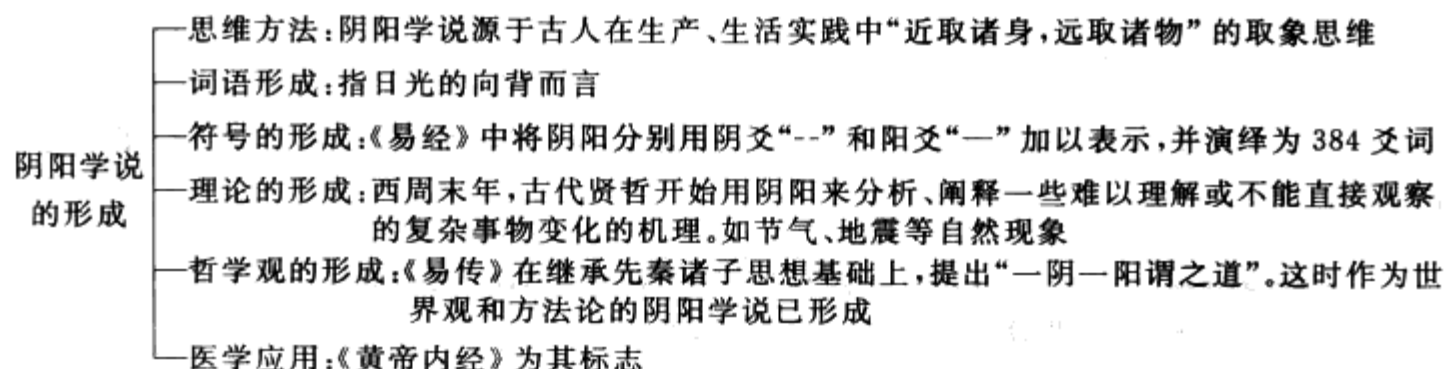 思维方法:阴阳学说源于古人在生产、生活实践中“近取诸身,远取诸物”的取象思维
词语形成:指日光的向背而言
符号的形成:《易经》中将阴阳分别用阴爻“--”和阳爻“—”加以表示,并演绎为 384 爻词
阴阳学说
的形成
理论的形成:西周末年,古代贤哲开始用阴阳来分析、阐释一些难以理解或不能直接观察
的复杂事物变化的机理。如节气、地震等自然现象
哲学观的形成:《易传》在继承先秦诸子思想基础上,提出“一阴一阳谓之道”。这时作为世
界观和方法论的阴阳学说已形成
医学应用:《黄帝内经》为其标志